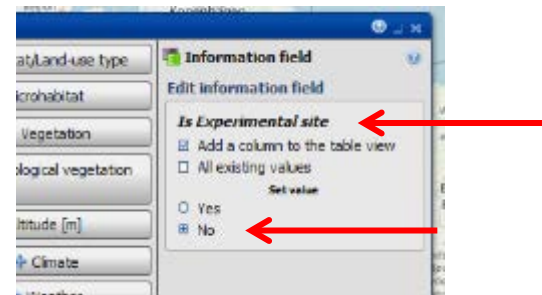 Kopenhagen
at/Land-use type
icrohabitat
Vegetation
ological vegetation
ltitude [m]
Climate
Weather
Information field
Edit information field
Is Experimental site
Add a column to the table view
All existing values
Set value
Yes
No